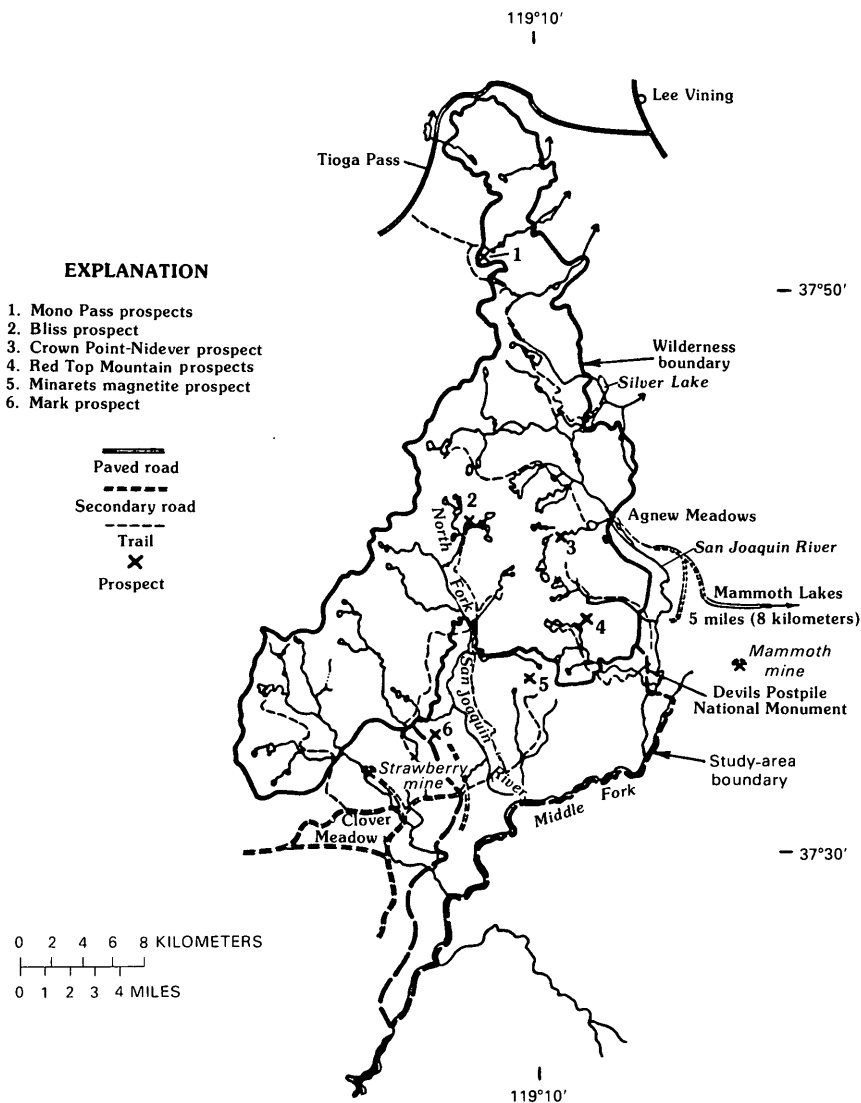 119°10'
Lee Vining
Tioga Pass
1
EXPLANATION
37°50'
1. Mono Pass prospects
2. Bliss prospect
3. Crown Point-Nidever prospect
4. Red Top Mountain prospects
5. Minarets magnetite prospect
6. Mark prospect
Wilderness
boundary
Silver Lake
Paved road
Secondary road
Trail
Prospect
2
North
Fork
Agnew Meadows
3
San Joaquin River
Mammoth Lakes
5 miles (8 kilometers)
4
Mammoth
mine
San Joaquin
River
5
Devils Postpile
National Monument
6
Strawberry
mine
Study-area
boundary
Middle Fork
Clover
Meadow
37°30'
0 2 4 6 8 KILOMETERS
0 1 2 3 4 MILES
119°10'